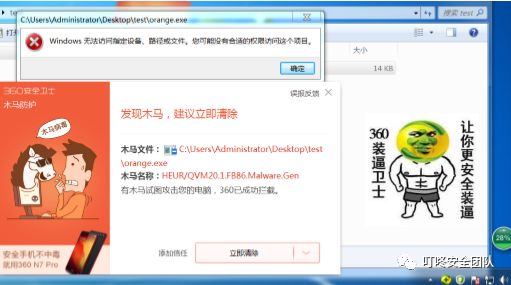 C:\Users\Administrator\Desktop\test\orange.exe
Windows 无法访问指定设备、路径或文件。您可能没有合适的权限访问这个项目。
确定
搜索 test
大小
14 KB
360安全卫士
木马防护
误报反馈
木马病毒
发现木马，建议立即清除
木马文件：C:\Users\Administrator\Desktop\test
\orange.exe
木马名称：HEUR/QVM20.1.FB86.Malware.Gen
有木马试图攻击您的电脑，360已成功拦截。
安全手机不中毒
就用360 N7 Pro
添加信任
立即清除
360装逼卫士
让你更安全装逼
28%
叮咚安全团队